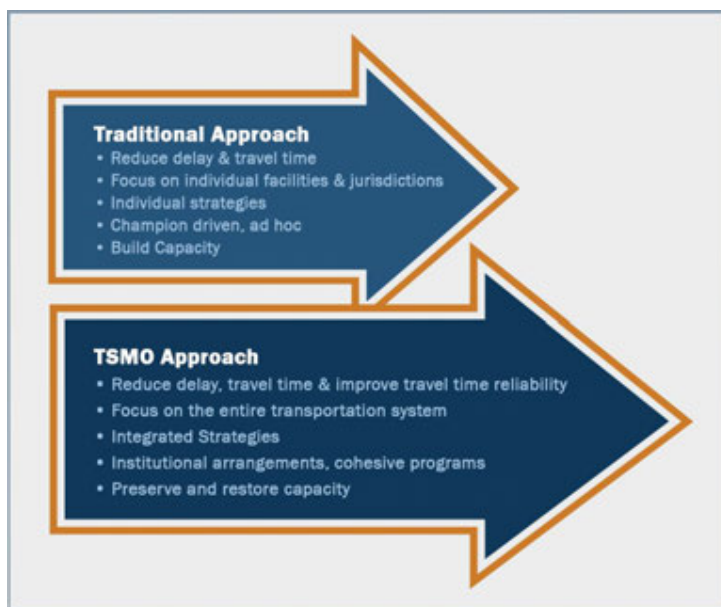 Traditional Approach
• Reduce delay & travel time
• Focus on individual facilities & jurisdictions
• Individual strategies
• Champion driven, ad hoc
• Build Capacity
TSMO Approach
• Reduce delay, travel time & improve travel time reliability
• Focus on the entire transportation system
• Integrated Strategies
• Institutional arrangements, cohesive programs
• Preserve and restore capacity